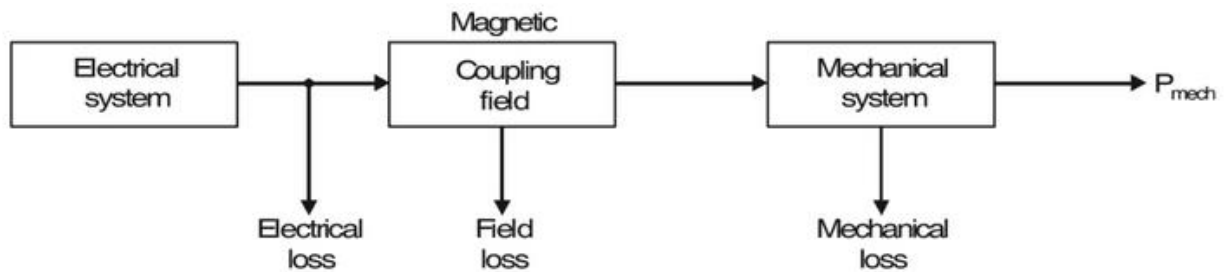 Magnetic
Electrical
system
Coupling
field
Mechanical
system
Pmech
Electrical
loss
Field
loss
Mechanical
loss